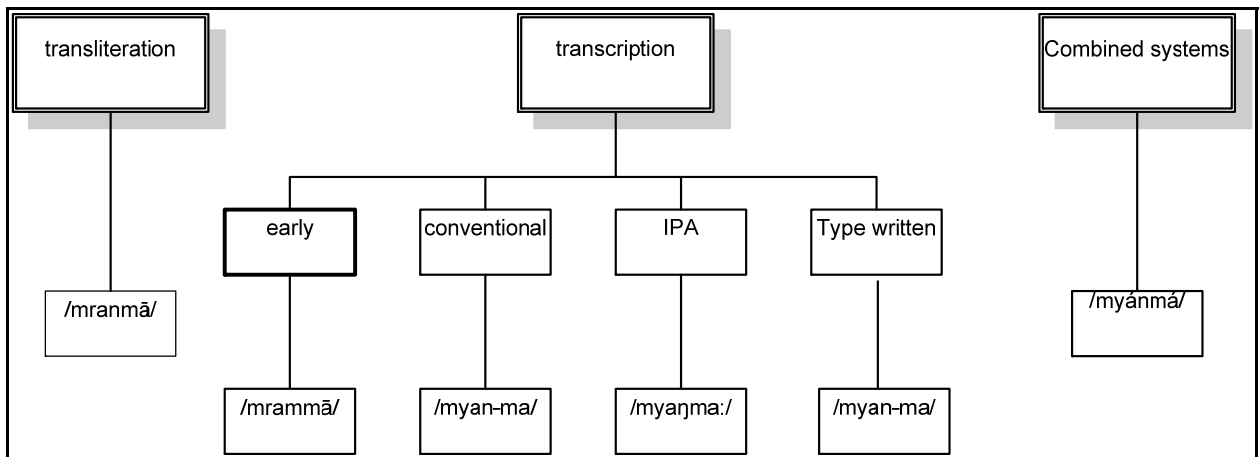 transliteration
transcription
Combined systems
early
conventional
IPA
Type written
/mranmā/
/myánmá/
/mrammā/
/myan-ma/
/myaŋma:/
/myan-ma/